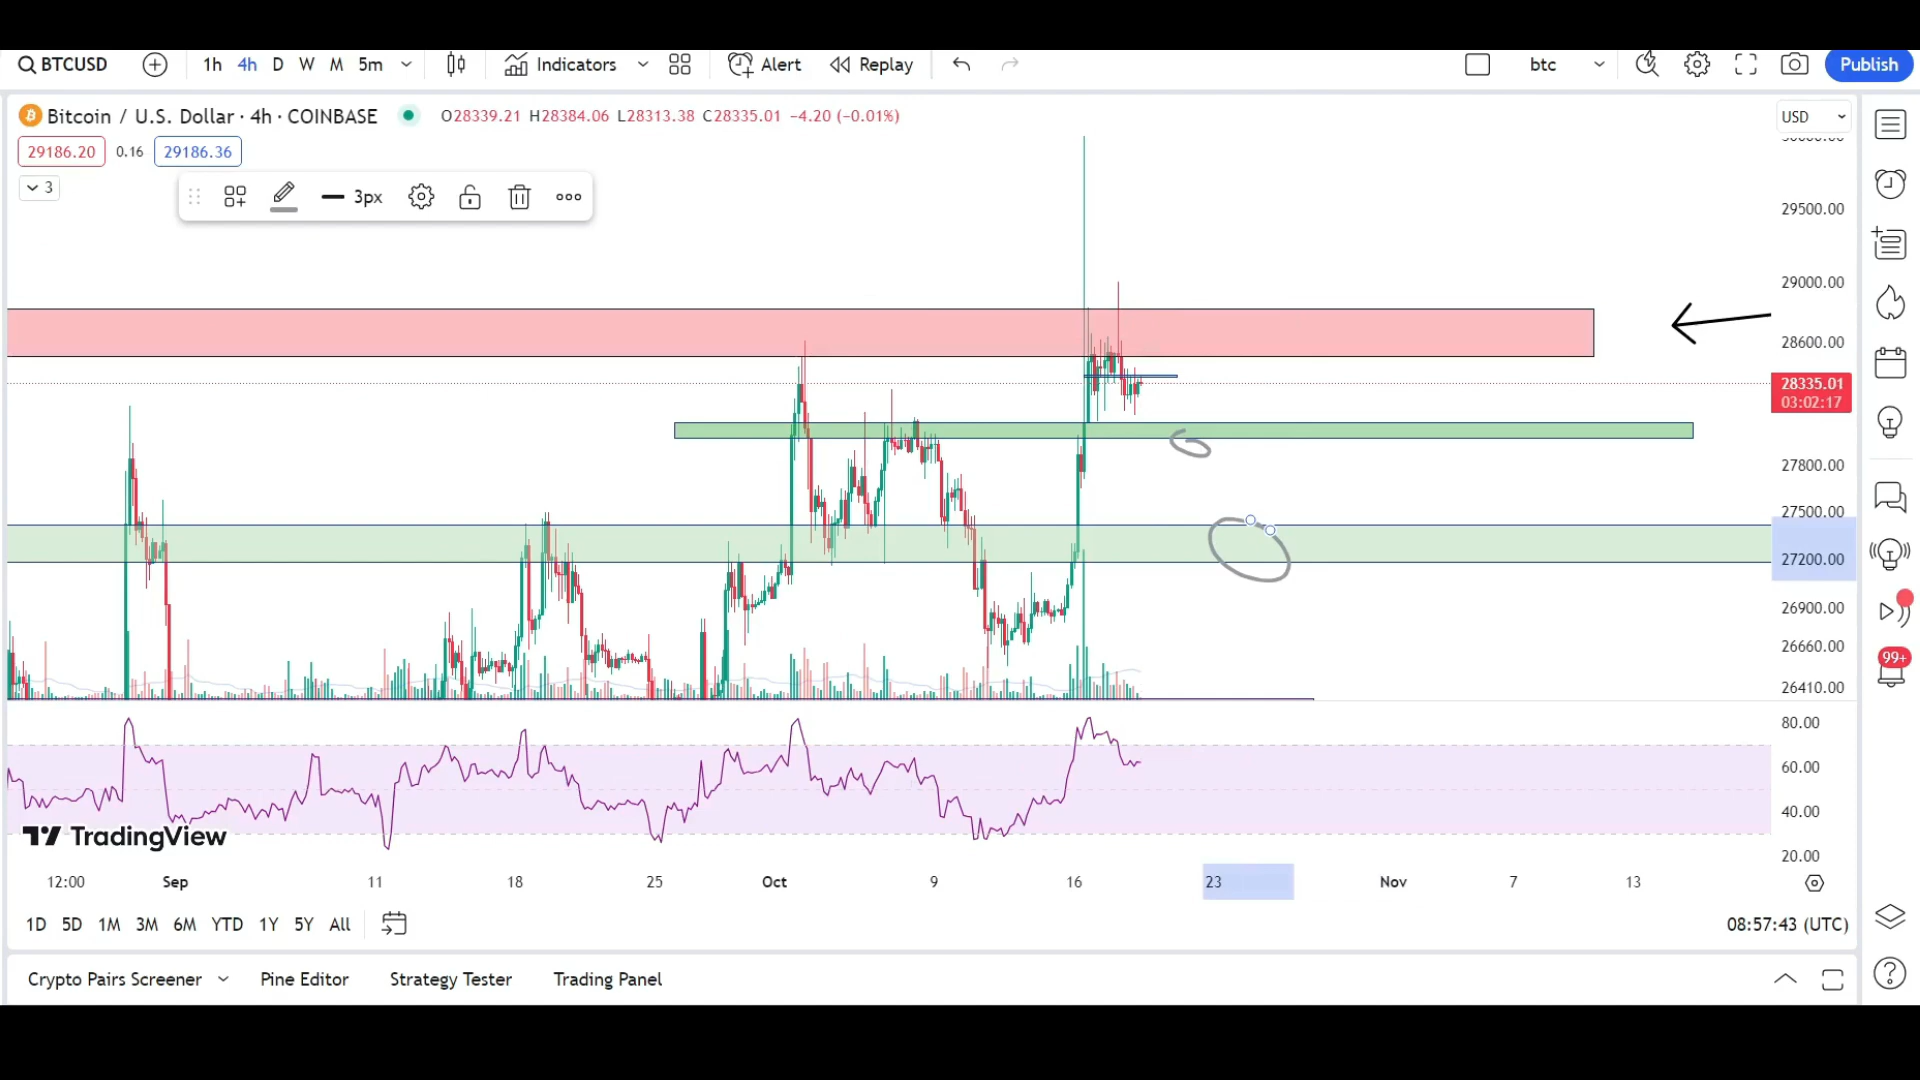 BTCUSD 1h 4h D W M 5m Indicators Alert Replay btc Publish
Bitcoin / U.S. Dollar · 4h · COINBASE O28339.21 H28384.06 L28313.38 C28335.01 −4.20 (−0.01%)
USD
29186.20 0.16 29186.36
3
3px
29500.00
29000.00
28600.00
28335.01
03:02:17
27800.00
27500.00
27200.00
26900.00
26660.00
26410.00
99+
80.00
60.00
40.00
20.00
TradingView
12:00 Sep 11 18 25 Oct 9 16 23 Nov 7 13
1D 5D 1M 3M 6M YTD 1Y 5Y All 08:57:43 (UTC)
Crypto Pairs Screener Pine Editor Strategy Tester Trading Panel